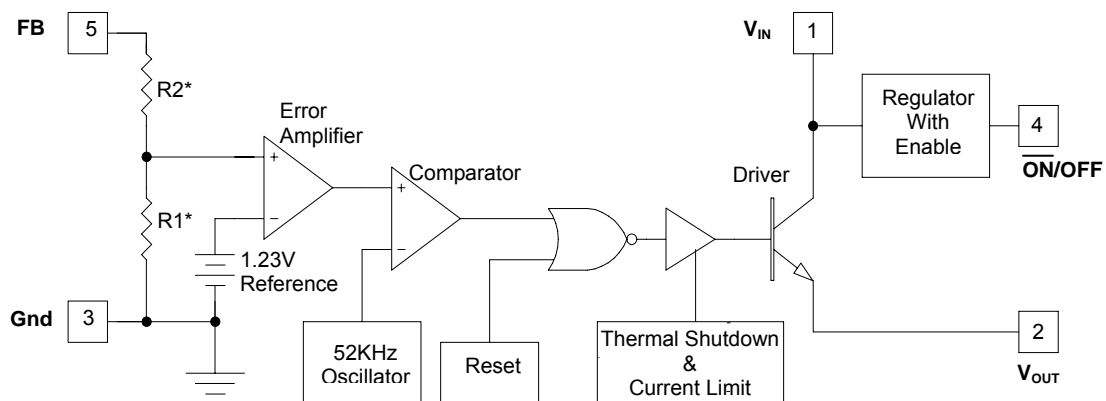 FB
5
R2*
Error
Amplifier
+
−
Comparator
+
−
R1*
1.23V
Reference
Gnd
3
52KHz
Oscillator
Reset
Thermal Shutdown
&
Current Limit
Driver
VIN
1
Regulator
With
Enable
4
ON/OFF
2
VOUT